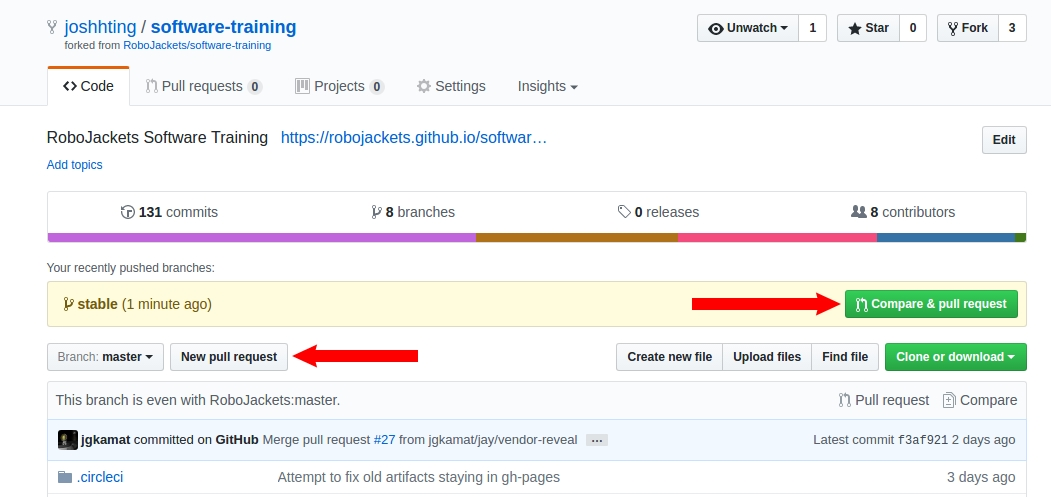 joshhting / software-training
forked from RoboJackets/software-training
Unwatch 1 Star 0 Fork 3
Code Pull requests 0 Projects 0 Settings Insights
RoboJackets Software Training https://robojackets.github.io/softwar… Edit
Add topics
131 commits 8 branches 0 releases 8 contributors
Your recently pushed branches:
stable (1 minute ago) Compare & pull request
Branch: master New pull request Create new file Upload files Find file Clone or download
This branch is even with RoboJackets:master. Pull request Compare
jgkamat committed on GitHub Merge pull request #27 from jgkamat/jay/vendor-reveal … Latest commit f3af921 2 days ago
.circleci Attempt to fix old artifacts staying in gh-pages 3 days ago